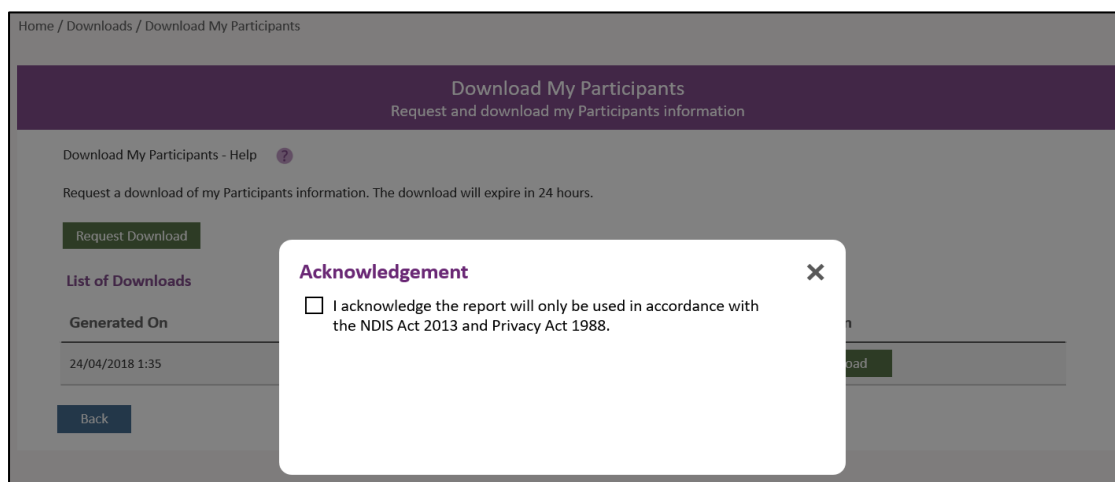 Home / Downloads / Download My Participants
Download My Participants
Request and download my Participants information
Download My Participants - Help ?
Request a download of my Participants information. The download will expire in 24 hours.
Request Download
List of Downloads
Acknowledgement
I acknowledge the report will only be used in accordance with
the NDIS Act 2013 and Privacy Act 1988.
Generated On
24/04/2018 1:35
Back